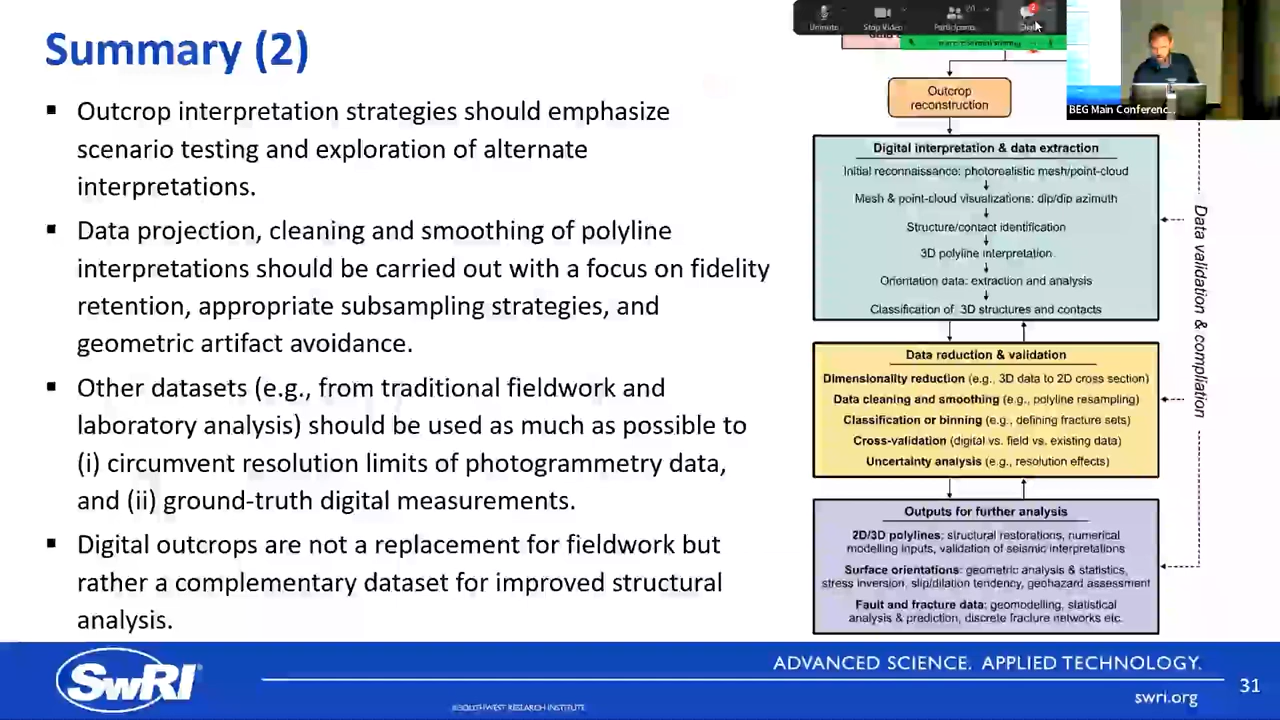 Summary (2)
▪ Outcrop interpretation strategies should emphasize
scenario testing and exploration of alternate
interpretations.
▪ Data projection, cleaning and smoothing of polyline
interpretations should be carried out with a focus on fidelity
retention, appropriate subsampling strategies, and
geometric artifact avoidance.
▪ Other datasets (e.g., from traditional fieldwork and
laboratory analysis) should be used as much as possible to
(i) circumvent resolution limits of photogrammetry data,
and (ii) ground-truth digital measurements.
▪ Digital outcrops are not a replacement for fieldwork but
rather a complementary dataset for improved structural
analysis.
Unmute
Stop Video
Participants
20
2
BEG Main Conferenc...
Outcrop
reconstruction
Digital interpretation & data extraction
Initial reconnaissance: photorealistic mesh/point-cloud
Mesh & point-cloud visualizations: dip/dip azimuth
Structure/contact identification
3D polyline interpretation
Orientation data: extraction and analysis
Classification of 3D structures and contacts
Data reduction & validation
Dimensionality reduction (e.g., 3D data to 2D cross section)
Data cleaning and smoothing (e.g., polyline resampling)
Classification or binning (e.g., defining fracture sets)
Cross-validation (digital vs. field vs. existing data)
Uncertainty analysis (e.g., resolution effects)
Outputs for further analysis
2D/3D polylines: structural restorations, numerical
modelling inputs, validation of seismic interpretations
Surface orientations: geometric analysis & statistics,
stress inversion, slip/dilation tendency, geohazard assessment
Fault and fracture data: geomodelling, statistical
analysis & prediction, discrete fracture networks etc.
Data validation & compliation
SwRI
ADVANCED SCIENCE. APPLIED TECHNOLOGY.
swri.org
31
©SOUTHWEST RESEARCH INSTITUTE